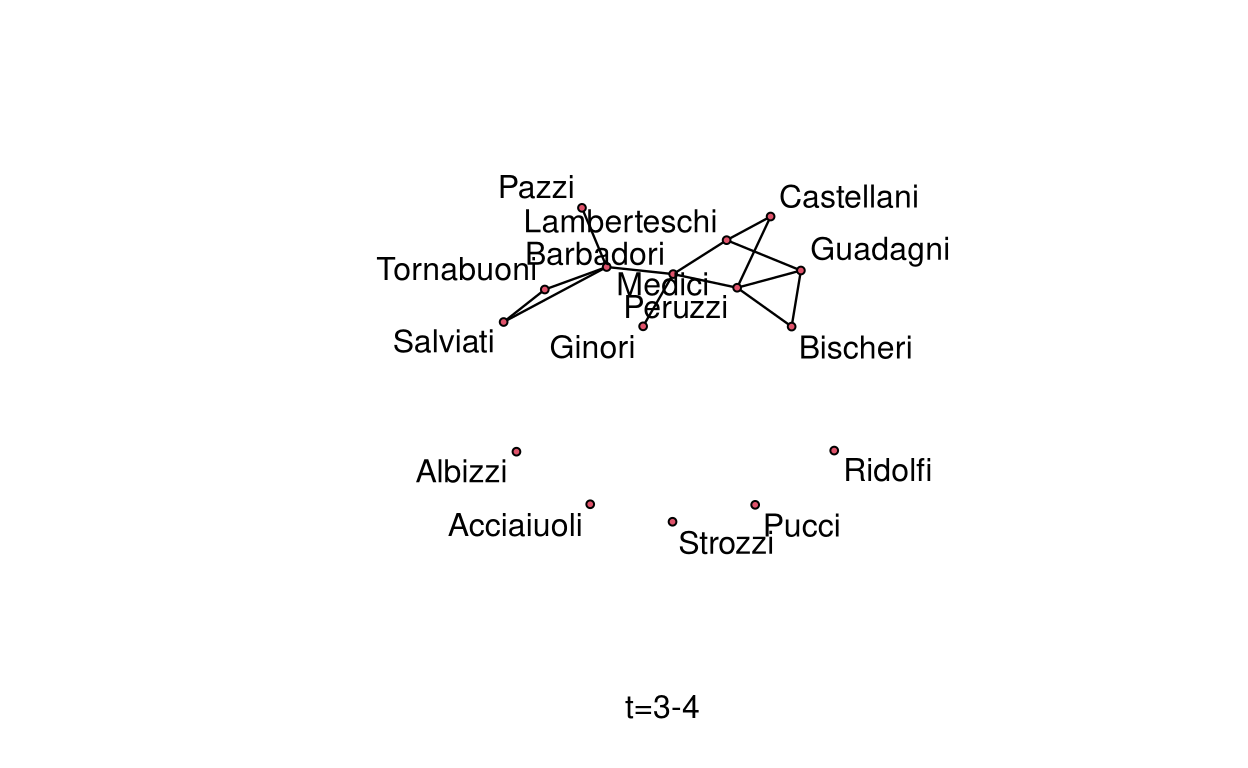 Pazzi
Castellani
Lamberteschi
Guadagni
Barbadori
Tornabuoni
Medici
Peruzzi
Salviati
Ginori
Bischeri
Albizzi
Ridolfi
Acciaiuoli
Pucci
Strozzi
t=3-4